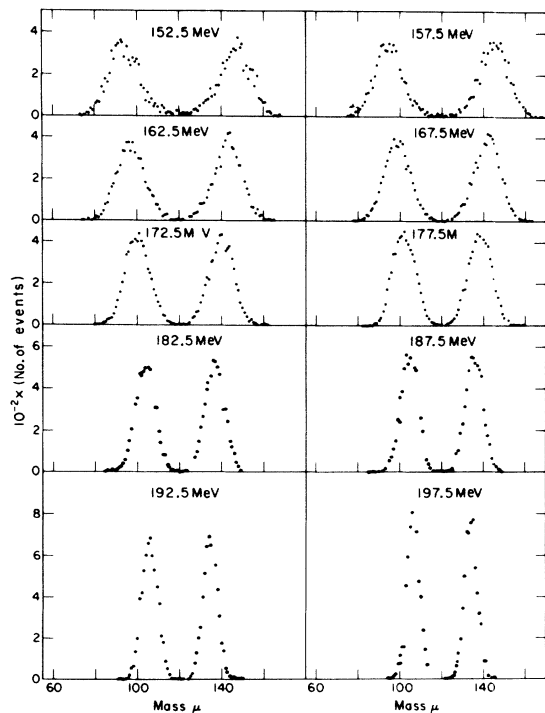 152.5 MeV
157.5 MeV
4
2
0
162.5 MeV
167.5 MeV
4
2
0
172.5 M V
177.5 M
4
2
0
182.5 MeV
187.5 MeV
6
4
2
0
192.5 MeV
197.5 MeV
8
6
4
2
0
10⁻² x (No. of events)
60 100 140 60 100 140
Mass μ Mass μ